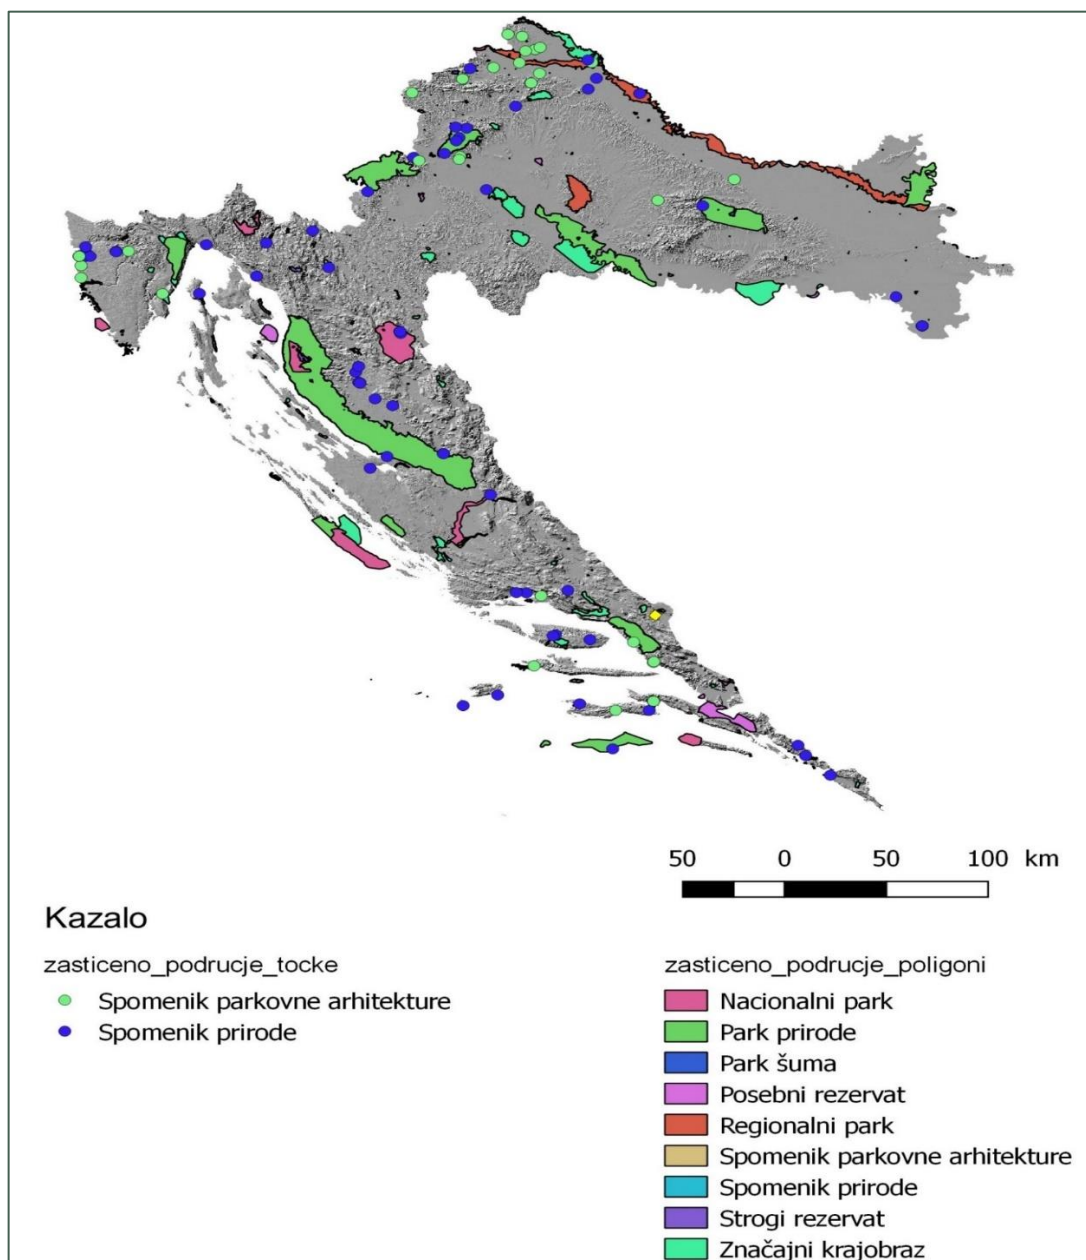 50 0 50 100 km
Kazalo
zasticeno_podrucje_tocke
Spomenik parkovne arhitekture
Spomenik prirode
zasticeno_podrucje_poligoni
Nacionalni park
Park prirode
Park šuma
Posebni rezervat
Regionalni park
Spomenik parkovne arhitekture
Spomenik prirode
Strogi rezervat
Značajni krajobraz